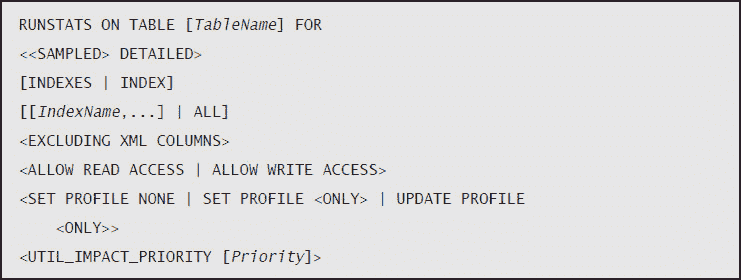 RUNSTATS ON TABLE [TableName] FOR
<<SAMPLED> DETAILED>
[INDEXES | INDEX]
[[IndexName,...] | ALL]
<EXCLUDING XML COLUMNS>
<ALLOW READ ACCESS | ALLOW WRITE ACCESS>
<SET PROFILE NONE | SET PROFILE <ONLY> | UPDATE PROFILE
<ONLY>>
<UTIL_IMPACT_PRIORITY [Priority]>